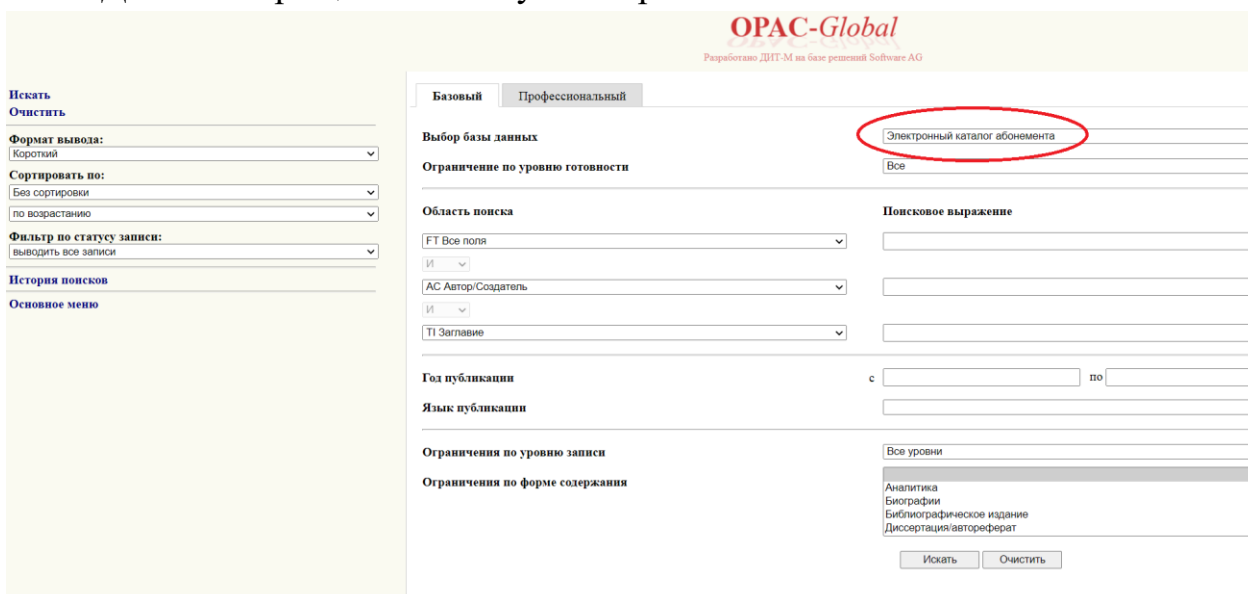 OPAC-Global
Разработано ДИТ-М на базе решений Software AG
Искать
Очистить
Формат вывода:
Короткий
Сортировать по:
Без сортировки
по возрастанию
Фильтр по статусу записи:
выводить все записи
История поисков
Основное меню
Базовый Профессиональный
Выбор базы данных Электронный каталог абонемента
Ограничение по уровню готовности Все
Область поиска Поисковое выражение
FT Все поля
И
AC Автор/Создатель
И
TI Заглавие
Год публикации с по
Язык публикации
Ограничения по уровню записи Все уровни
Ограничения по форме содержания
Аналитика
Биографии
Библиографическое издание
Диссертация/автореферат
Искать Очистить